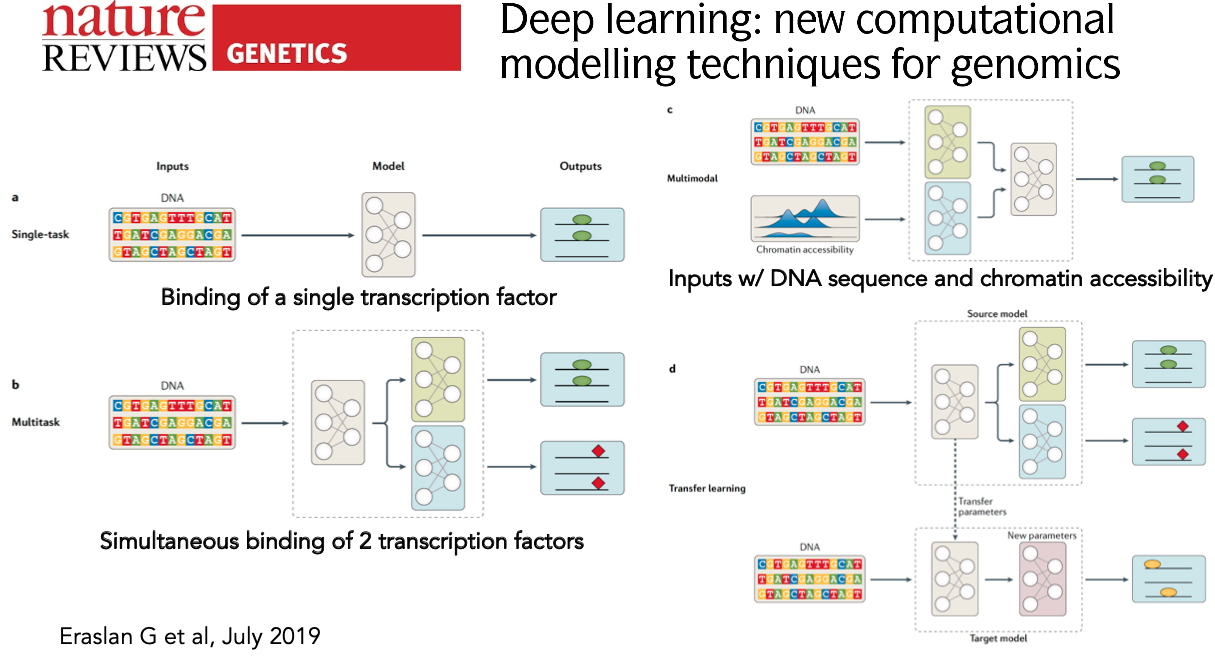 nature
REVIEWS GENETICS
Deep learning: new computational
modelling techniques for genomics
Inputs
Model
Outputs
a
DNA
Single-task
CGTGAGTTTGCAT
TGATCGAGGACGA
GTAGCTAGCTAGT
Binding of a single transcription factor
b
DNA
Multitask
CGTGAGTTTGCAT
TGATCGAGGACGA
GTAGCTAGCTAGT
Simultaneous binding of 2 transcription factors
c
DNA
CGTGAGTTTGCAT
TGATCGAGGACGA
GTAGCTAGCTAGT
Multimodal
Chromatin accessibility
Inputs w/ DNA sequence and chromatin accessibility
Source model
d
DNA
CGTGAGTTTGCAT
TGATCGAGGACGA
GTAGCTAGCTAGT
Transfer learning
Transfer
parameters
New parameters
DNA
CGTGAGTTTGCAT
TGATCGAGGACGA
GTAGCTAGCTAGT
Target model
Eraslan G et al, July 2019